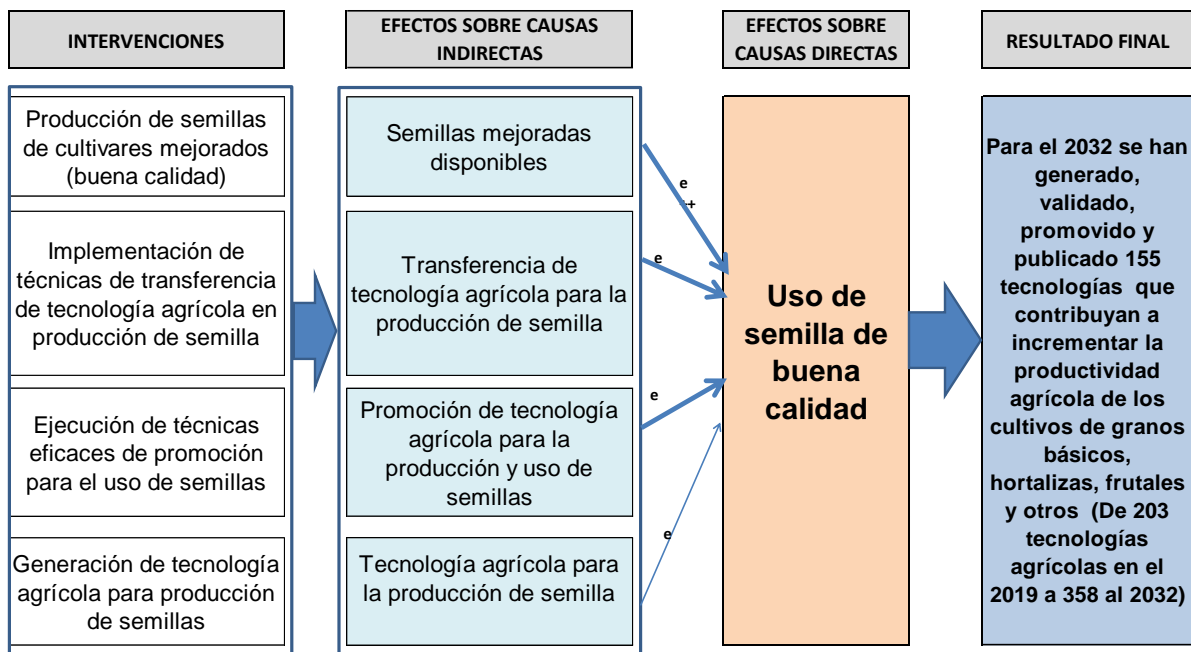 INTERVENCIONES
EFECTOS SOBRE CAUSAS
INDIRECTAS
EFECTOS SOBRE
CAUSAS DIRECTAS
RESULTADO FINAL
Producción de semillas
de cultivares mejorados
(buena calidad)
Implementación de
técnicas de transferencia
de tecnología agrícola en
producción de semilla
Ejecución de técnicas
eficaces de promoción
para el uso de semillas
Generación de tecnología
agrícola para producción
de semillas
Semillas mejoradas
disponibles
Transferencia de
tecnología agrícola para la
producción de semilla
Promoción de tecnología
agrícola para la
producción y uso de
semillas
Tecnología agrícola para
la producción de semilla
e
++
e
e
e
Uso de
semilla de
buena
calidad
Para el 2032 se han
generado,
validado,
promovido y
publicado 155
tecnologías que
contribuyan a
incrementar la
productividad
agrícola de los
cultivos de granos
básicos,
hortalizas, frutales
y otros (De 203
tecnologías
agrícolas en el
2019 a 358 al 2032)